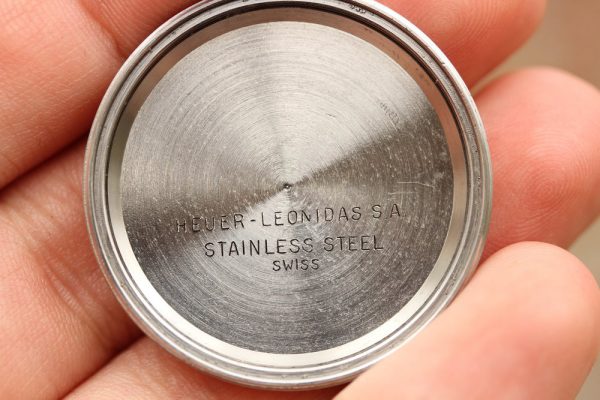 HEUER-LEONIDAS S.A
STAINLESS STEEL
SWISS